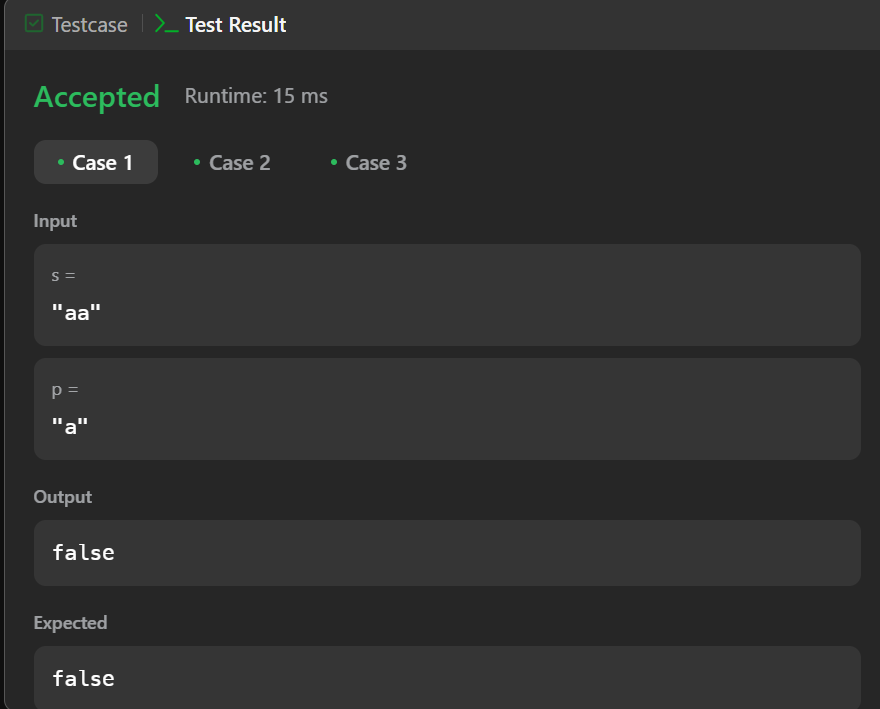 Testcase Test Result
Accepted Runtime: 15 ms
Case 1 Case 2 Case 3
Input
s =
"aa"
p =
"a"
Output
false
Expected
false